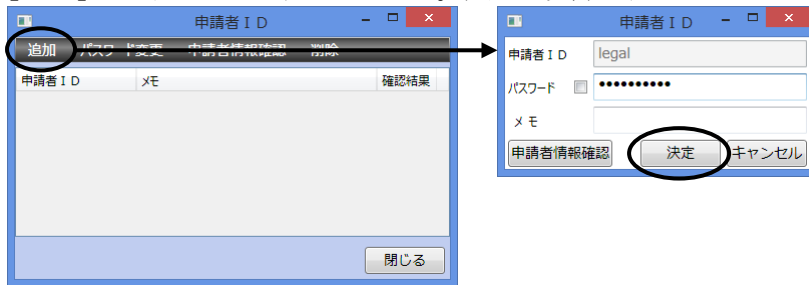 申請者ＩＤ
追加 パスワード変更 申請者情報確認 削除
申請者ＩＤ メモ 確認結果
閉じる
申請者ＩＤ
申請者ＩＤ legal
パスワード ••••••••••
メモ
申請者情報確認 決定 キャンセル